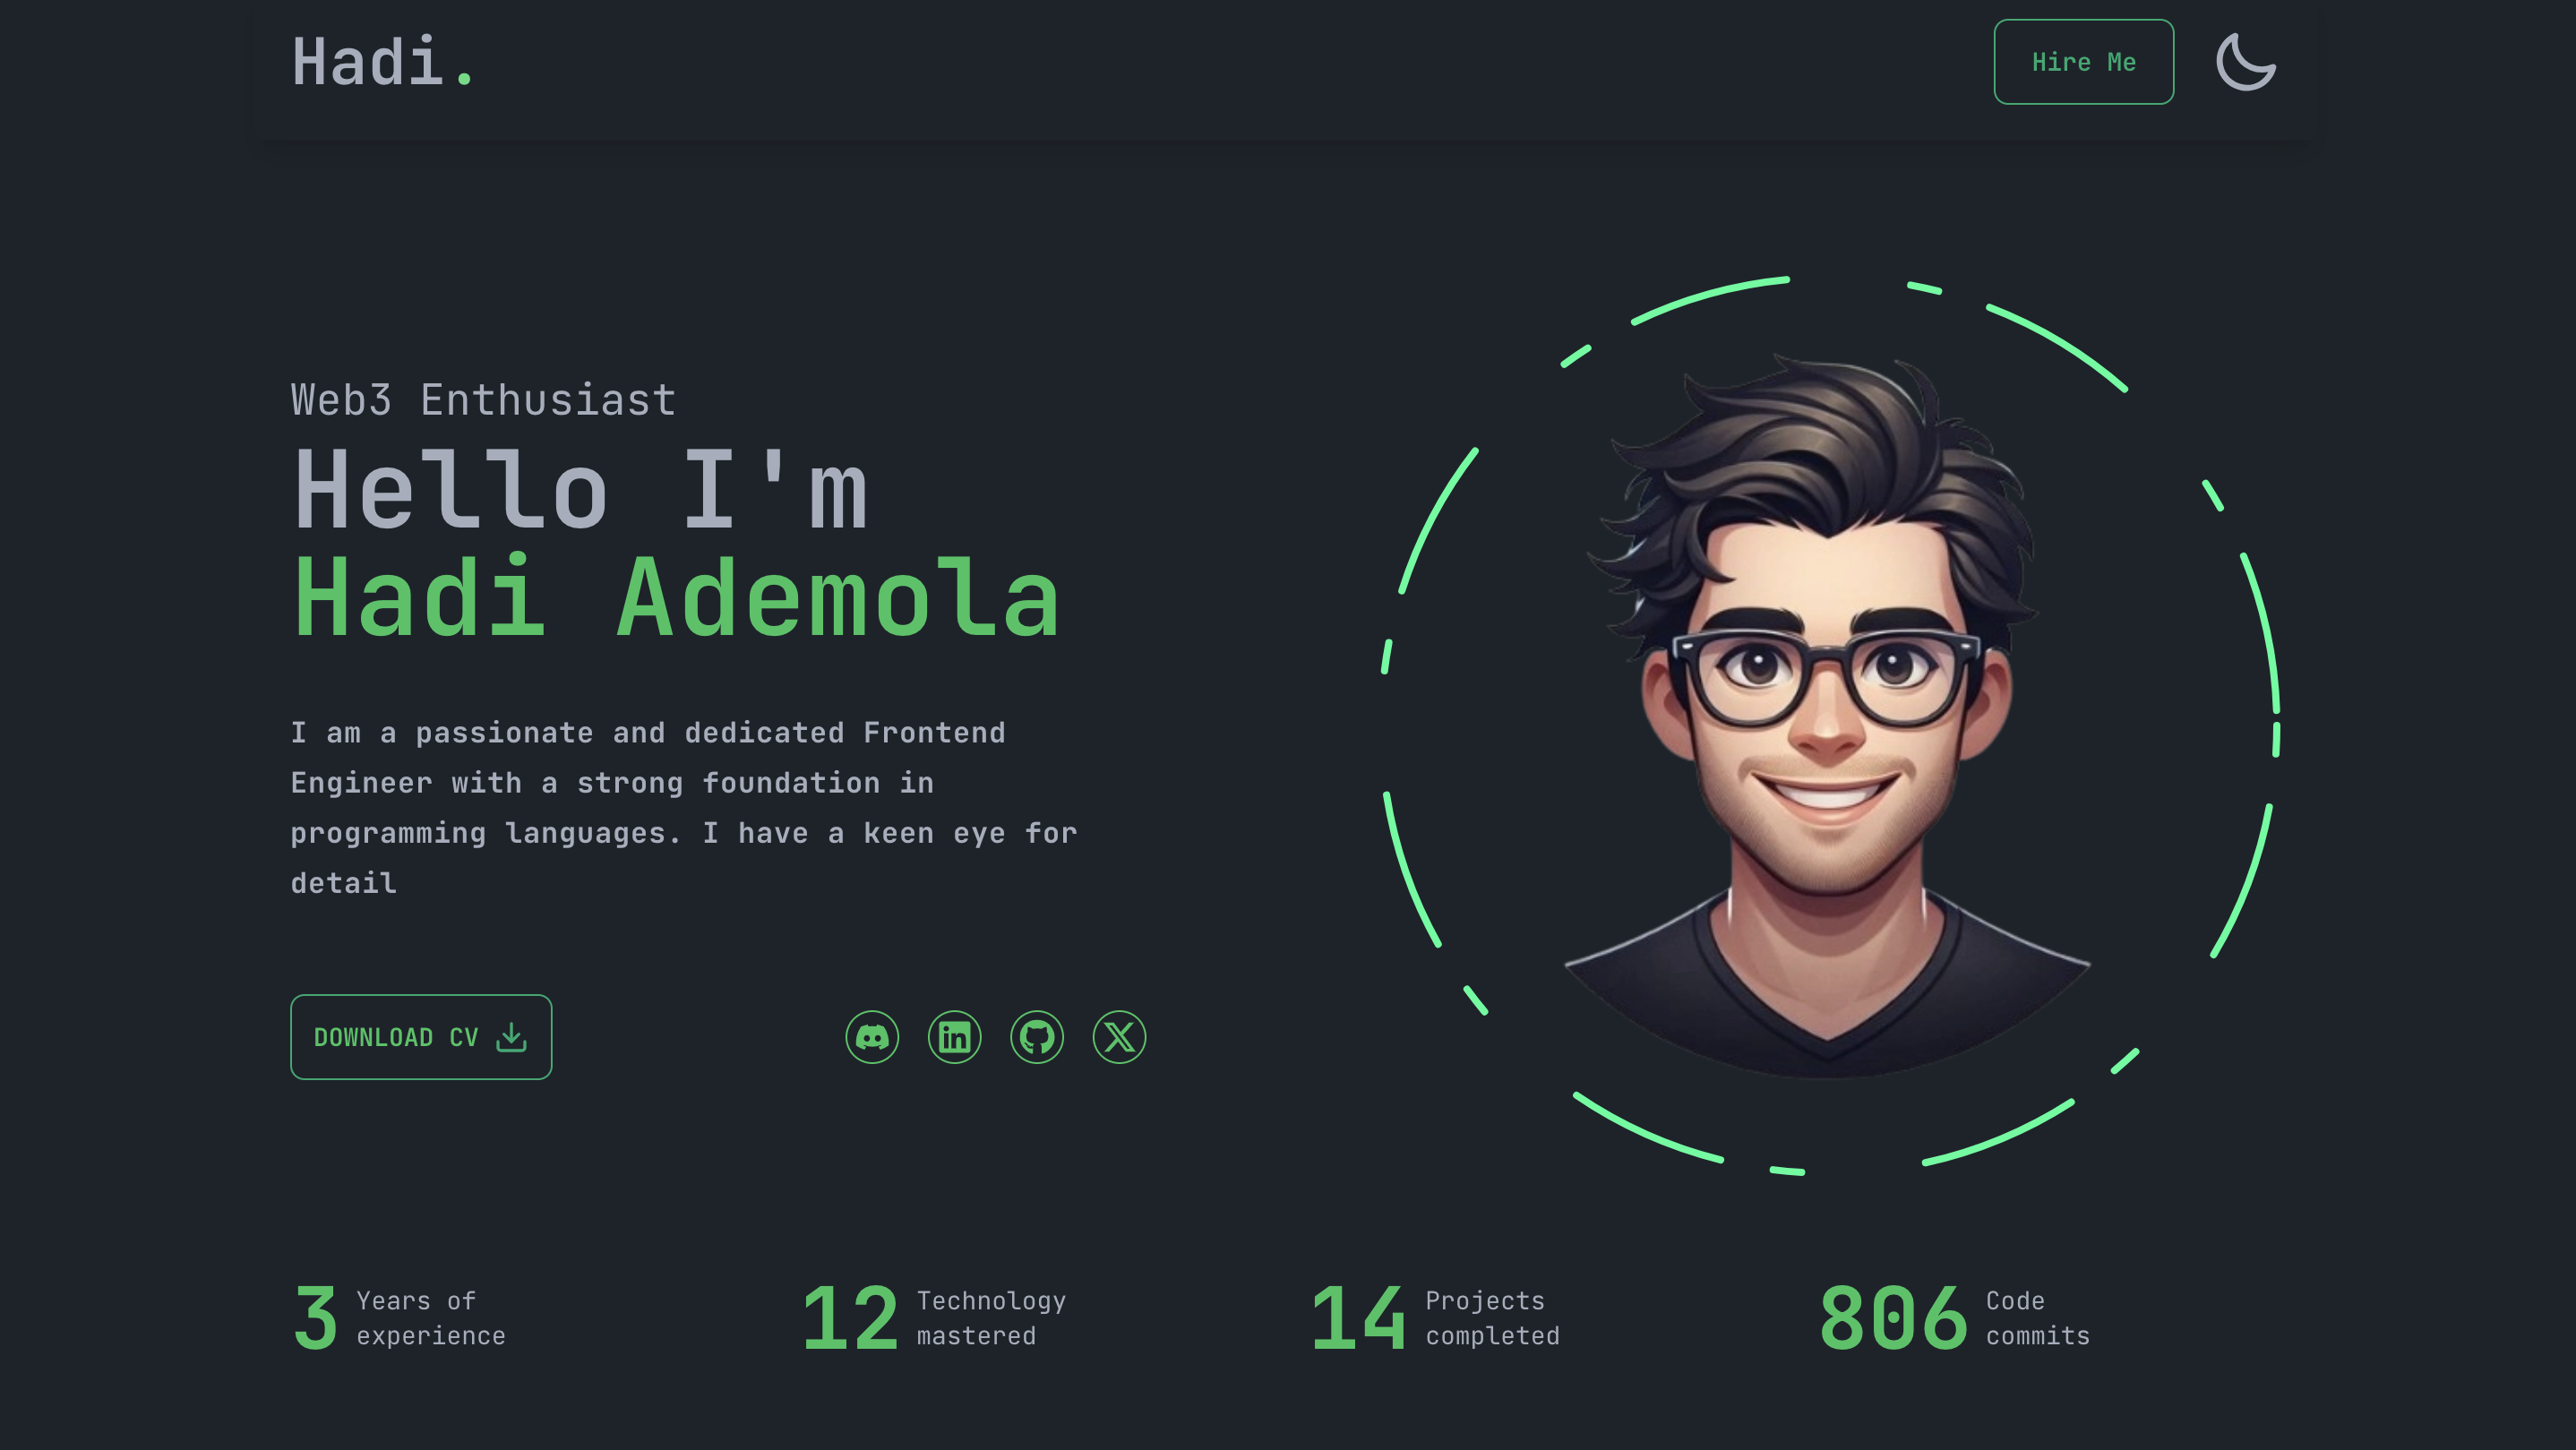 Hadi.
Hire Me
Web3 Enthusiast
Hello I'm
Hadi Ademola
I am a passionate and dedicated Frontend
Engineer with a strong foundation in
programming languages. I have a keen eye for
detail
DOWNLOAD CV
3 Years of
experience
12 Technology
mastered
14 Projects
completed
806 Code
commits